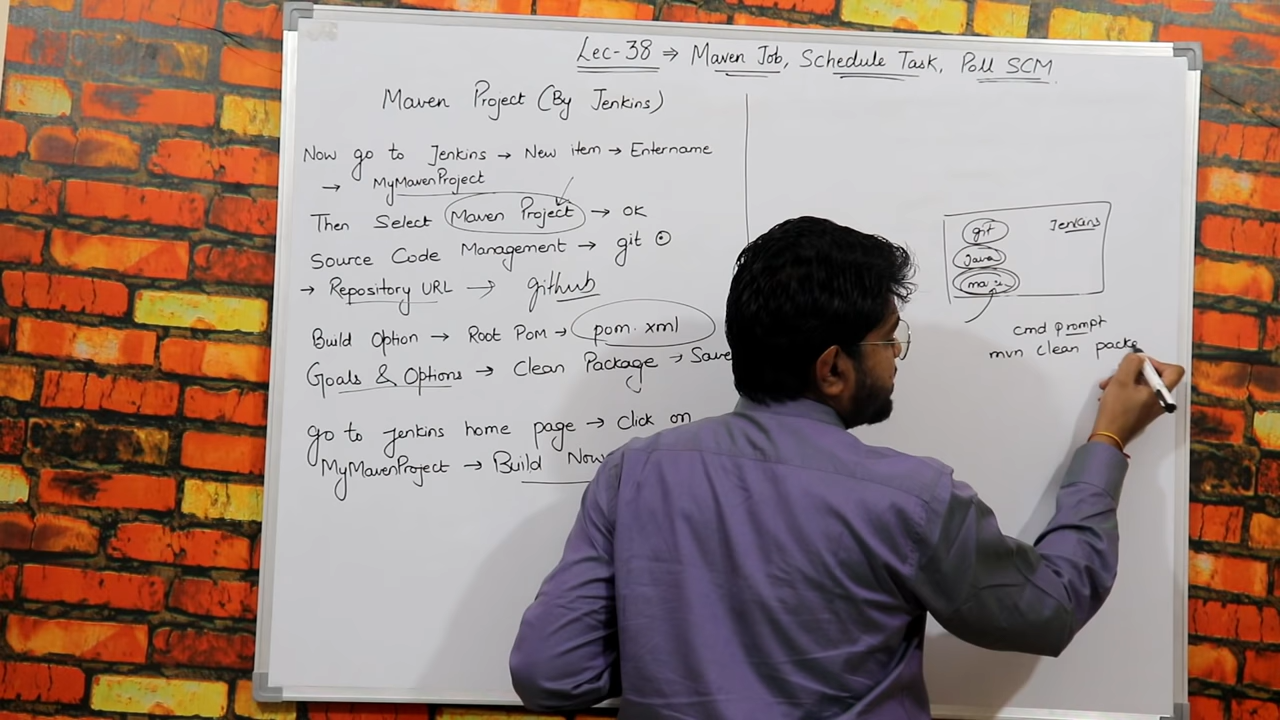 Lec-38 ⇒ Maven Job, Schedule Task, Poll SCM
Maven Project (By Jenkins)
Now go to Jenkins → New item → Entername
→ MyMavenProject
Then Select Maven Project → OK
Source Code Management → git
→ Repository URL → github
Build Option → Root POM → pom.xml
Goals & Options → Clean Package → Save
go to jenkins home page → Click on
MyMavenProject → Build Now
git Jenkins
Java
cmd prompt
mvn clean packa